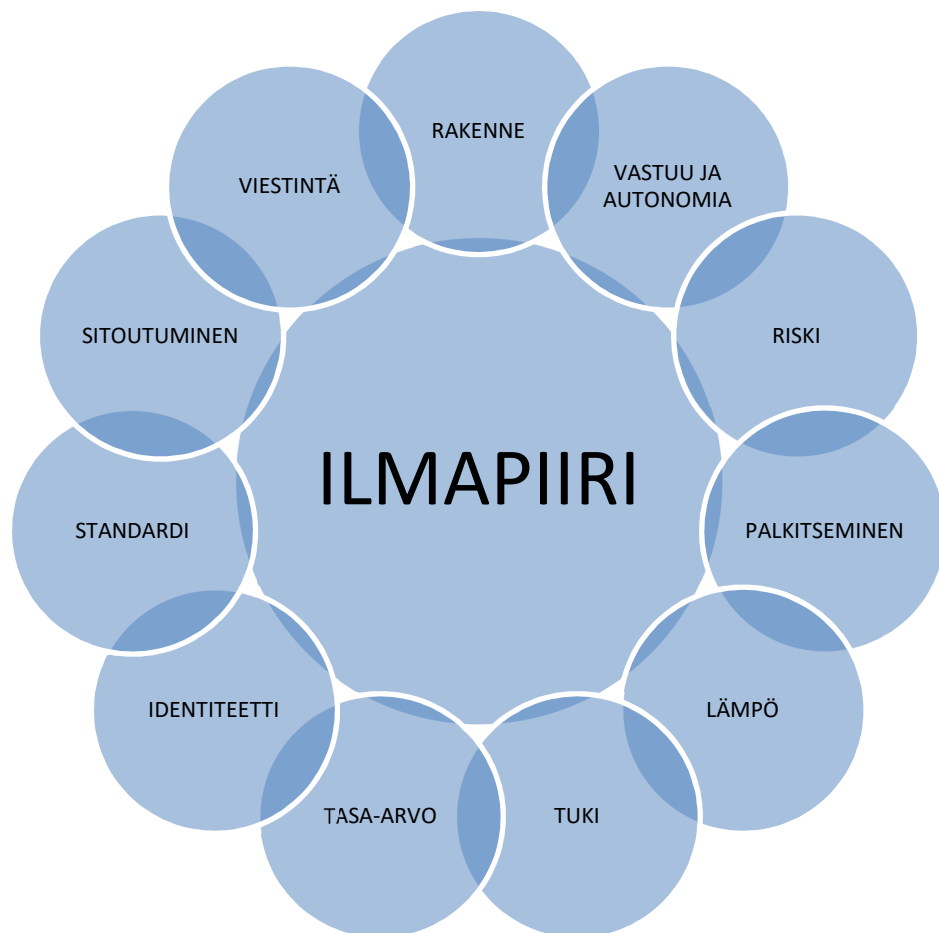 RAKENNE
VASTUU JA
AUTONOMIA
RISKI
PALKITSEMINEN
LÄMPÖ
TUKI
TASA-ARVO
IDENTITEETTI
STANDARDI
SITOUTUMINEN
VIESTINTÄ
ILMAPIIRI